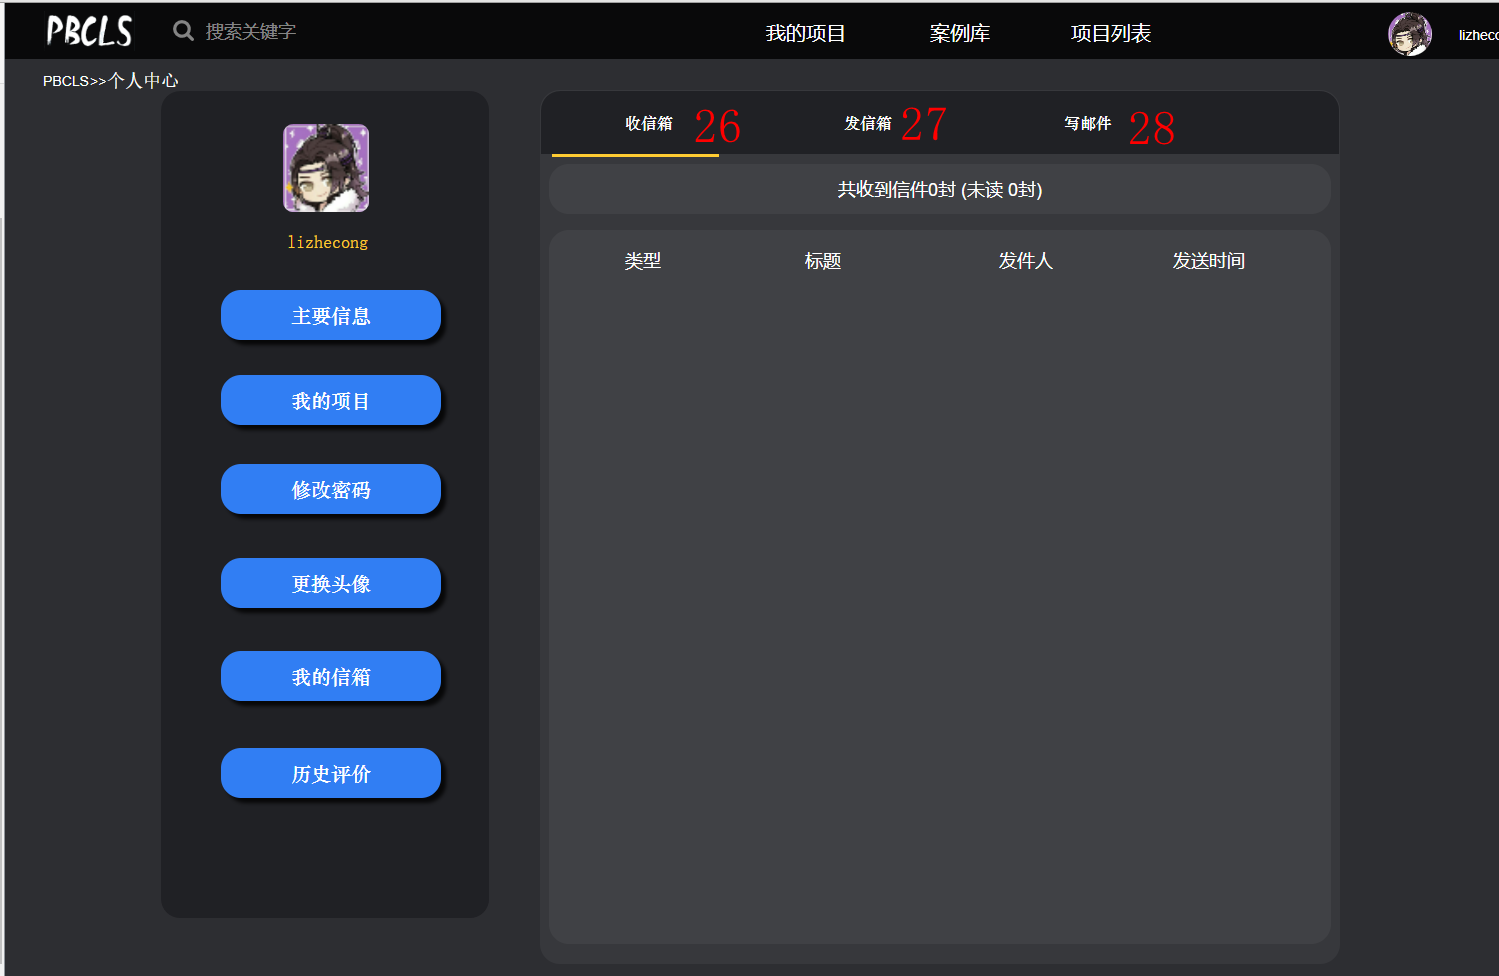 PBCLS 搜索关键字 我的项目 案例库 项目列表 lizheco
PBCLS>>个人中心
lizhecong
主要信息
我的项目
修改密码
更换头像
我的信箱
历史评价
收信箱 26 发信箱 27 写邮件 28
共收到信件0封 (未读 0封)
类型 标题 发件人 发送时间